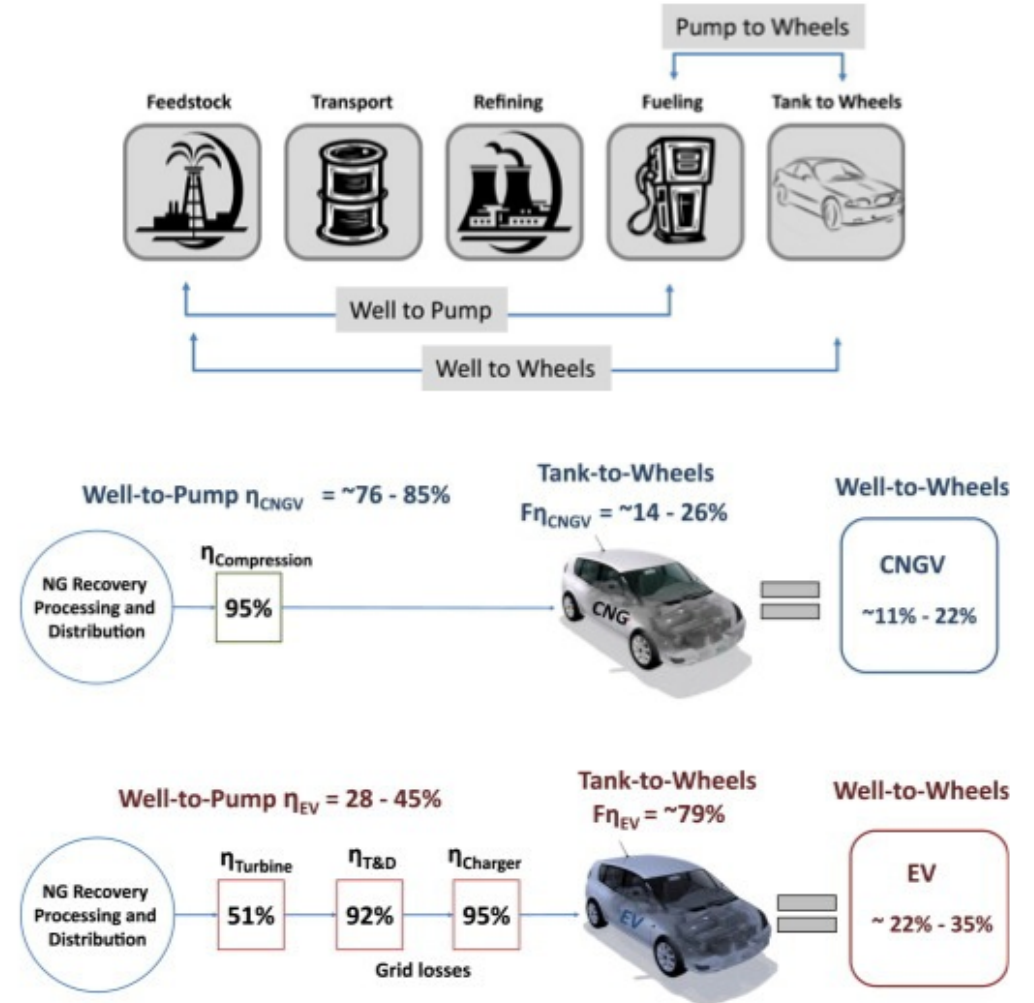 Pump to Wheels
Feedstock
Transport
Refining
Fueling
Tank to Wheels
Well to Pump
Well to Wheels
Well-to-Pump ηCNGV = ~76 - 85%
Tank-to-Wheels
FηCNGV = ~14 - 26%
Well-to-Wheels
NG Recovery
Processing and
Distribution
ηCompression
95%
CNG
CNGV
~11% - 22%
Well-to-Pump ηEV = 28 - 45%
Tank-to-Wheels
FηEV = ~79%
Well-to-Wheels
NG Recovery
Processing and
Distribution
ηTurbine
51%
ηT&D
92%
ηCharger
95%
Grid losses
EV
EV
~ 22% - 35%